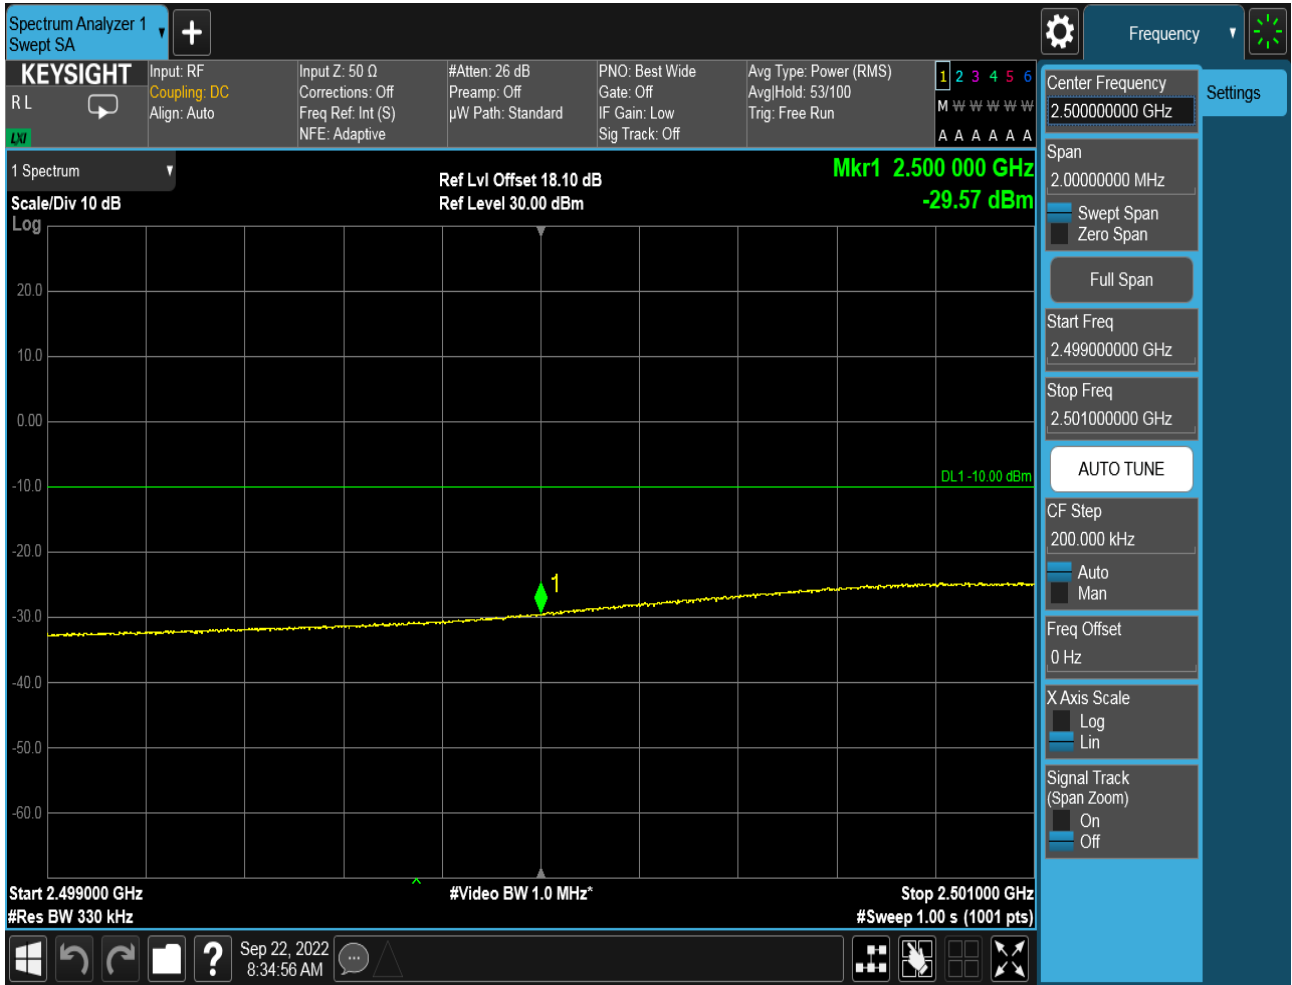 Spectrum Analyzer 1
Swept SA
Frequency
KEYSIGHT
R L
LXI
Input: RF
Coupling: DC
Align: Auto
Input Z: 50 Ω
Corrections: Off
Freq Ref: Int (S)
NFE: Adaptive
#Atten: 26 dB
Preamp: Off
µW Path: Standard
PNO: Best Wide
Gate: Off
IF Gain: Low
Sig Track: Off
Avg Type: Power (RMS)
Avg|Hold: 53/100
Trig: Free Run
1 2 3 4 5 6
M W W W W W
A A A A A A
1 Spectrum
Scale/Div 10 dB
Log
Ref Lvl Offset 18.10 dB
Ref Level 30.00 dBm
Mkr1 2.500 000 GHz
-29.57 dBm
20.0
10.0
0.00
-10.0
-20.0
-30.0
-40.0
-50.0
-60.0
DL1 -10.00 dBm
1
Start 2.499000 GHz
#Res BW 330 kHz
#Video BW 1.0 MHz*
Stop 2.501000 GHz
#Sweep 1.00 s (1001 pts)
Center Frequency
2.500000000 GHz
Settings
Span
2.00000000 MHz
Swept Span
Zero Span
Full Span
Start Freq
2.499000000 GHz
Stop Freq
2.501000000 GHz
AUTO TUNE
CF Step
200.000 kHz
Auto
Man
Freq Offset
0 Hz
X Axis Scale
Log
Lin
Signal Track
(Span Zoom)
On
Off
?
Sep 22, 2022
8:34:56 AM